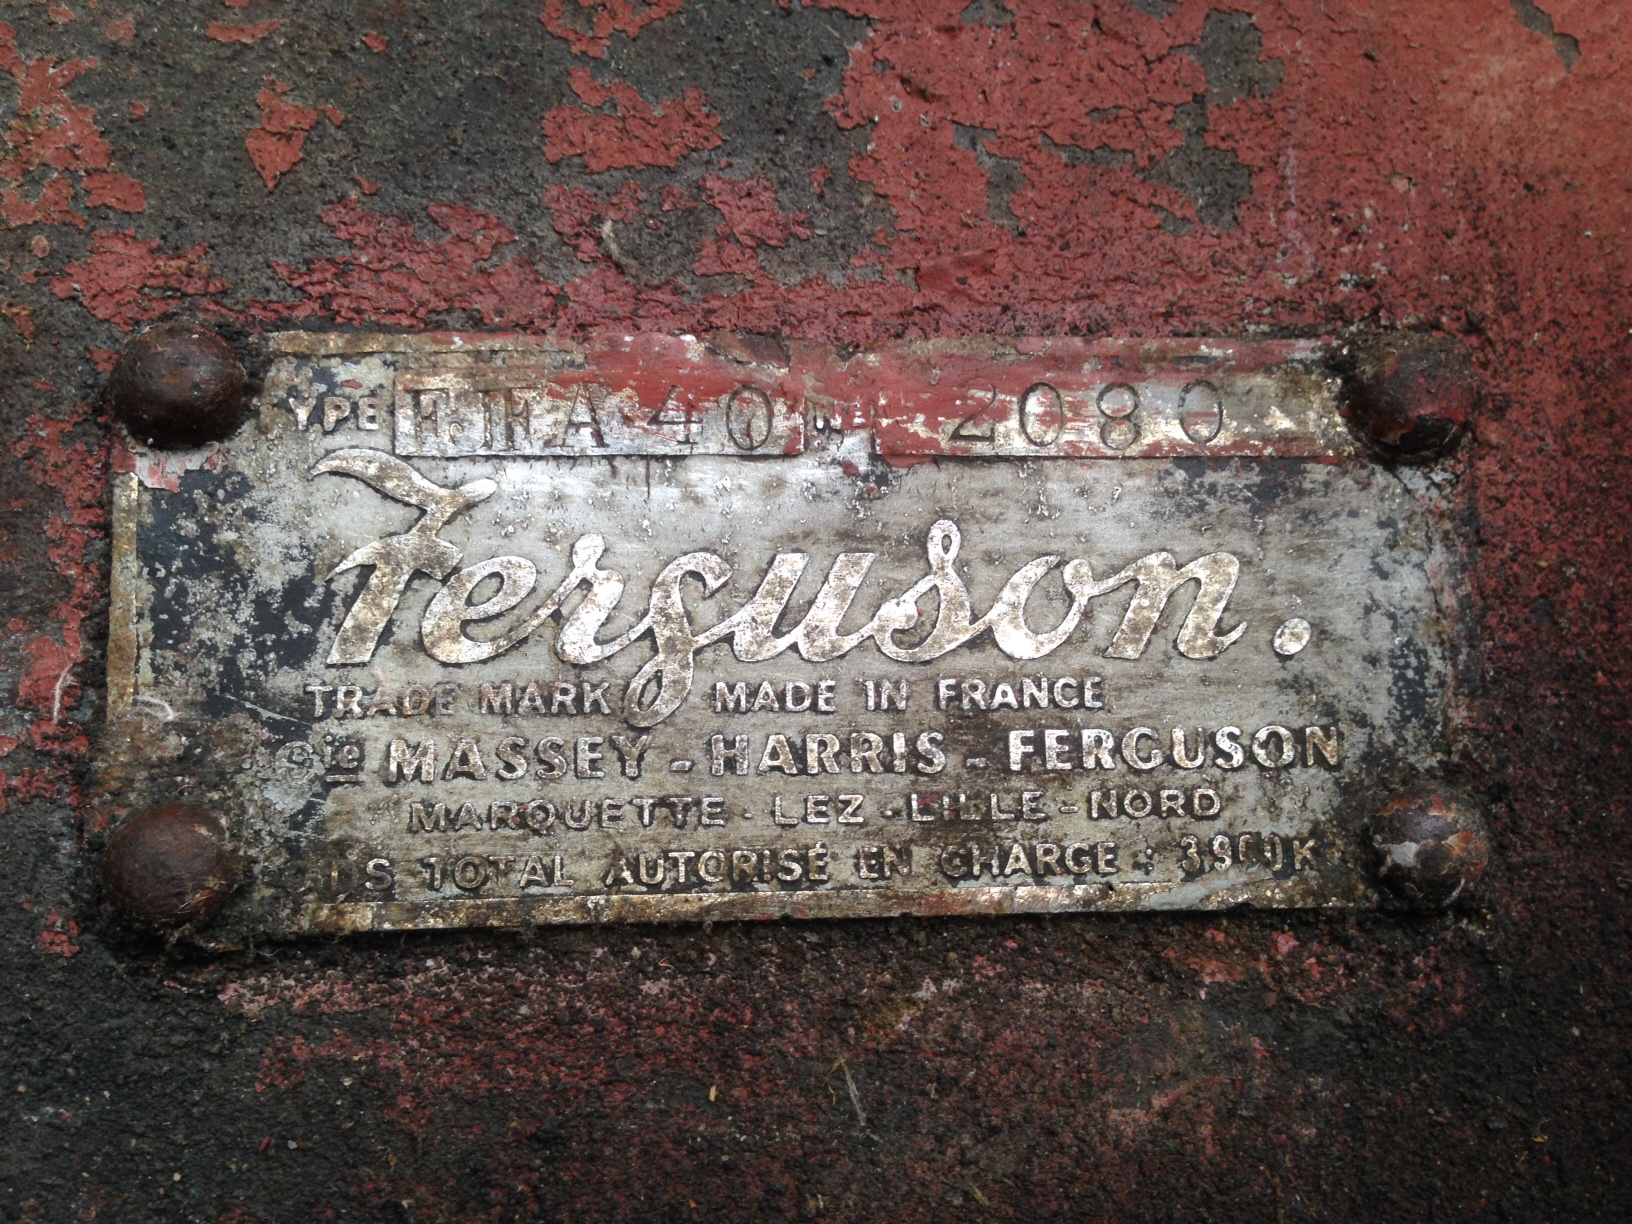 TYPE
Ferguson.
TRADE MARK MADE IN FRANCE
Cie MASSEY - HARRIS - FERGUSON
MARQUETTE - LEZ - LILLE - NORD
TOTAL AUTORISÉ EN CHARGE :
2080